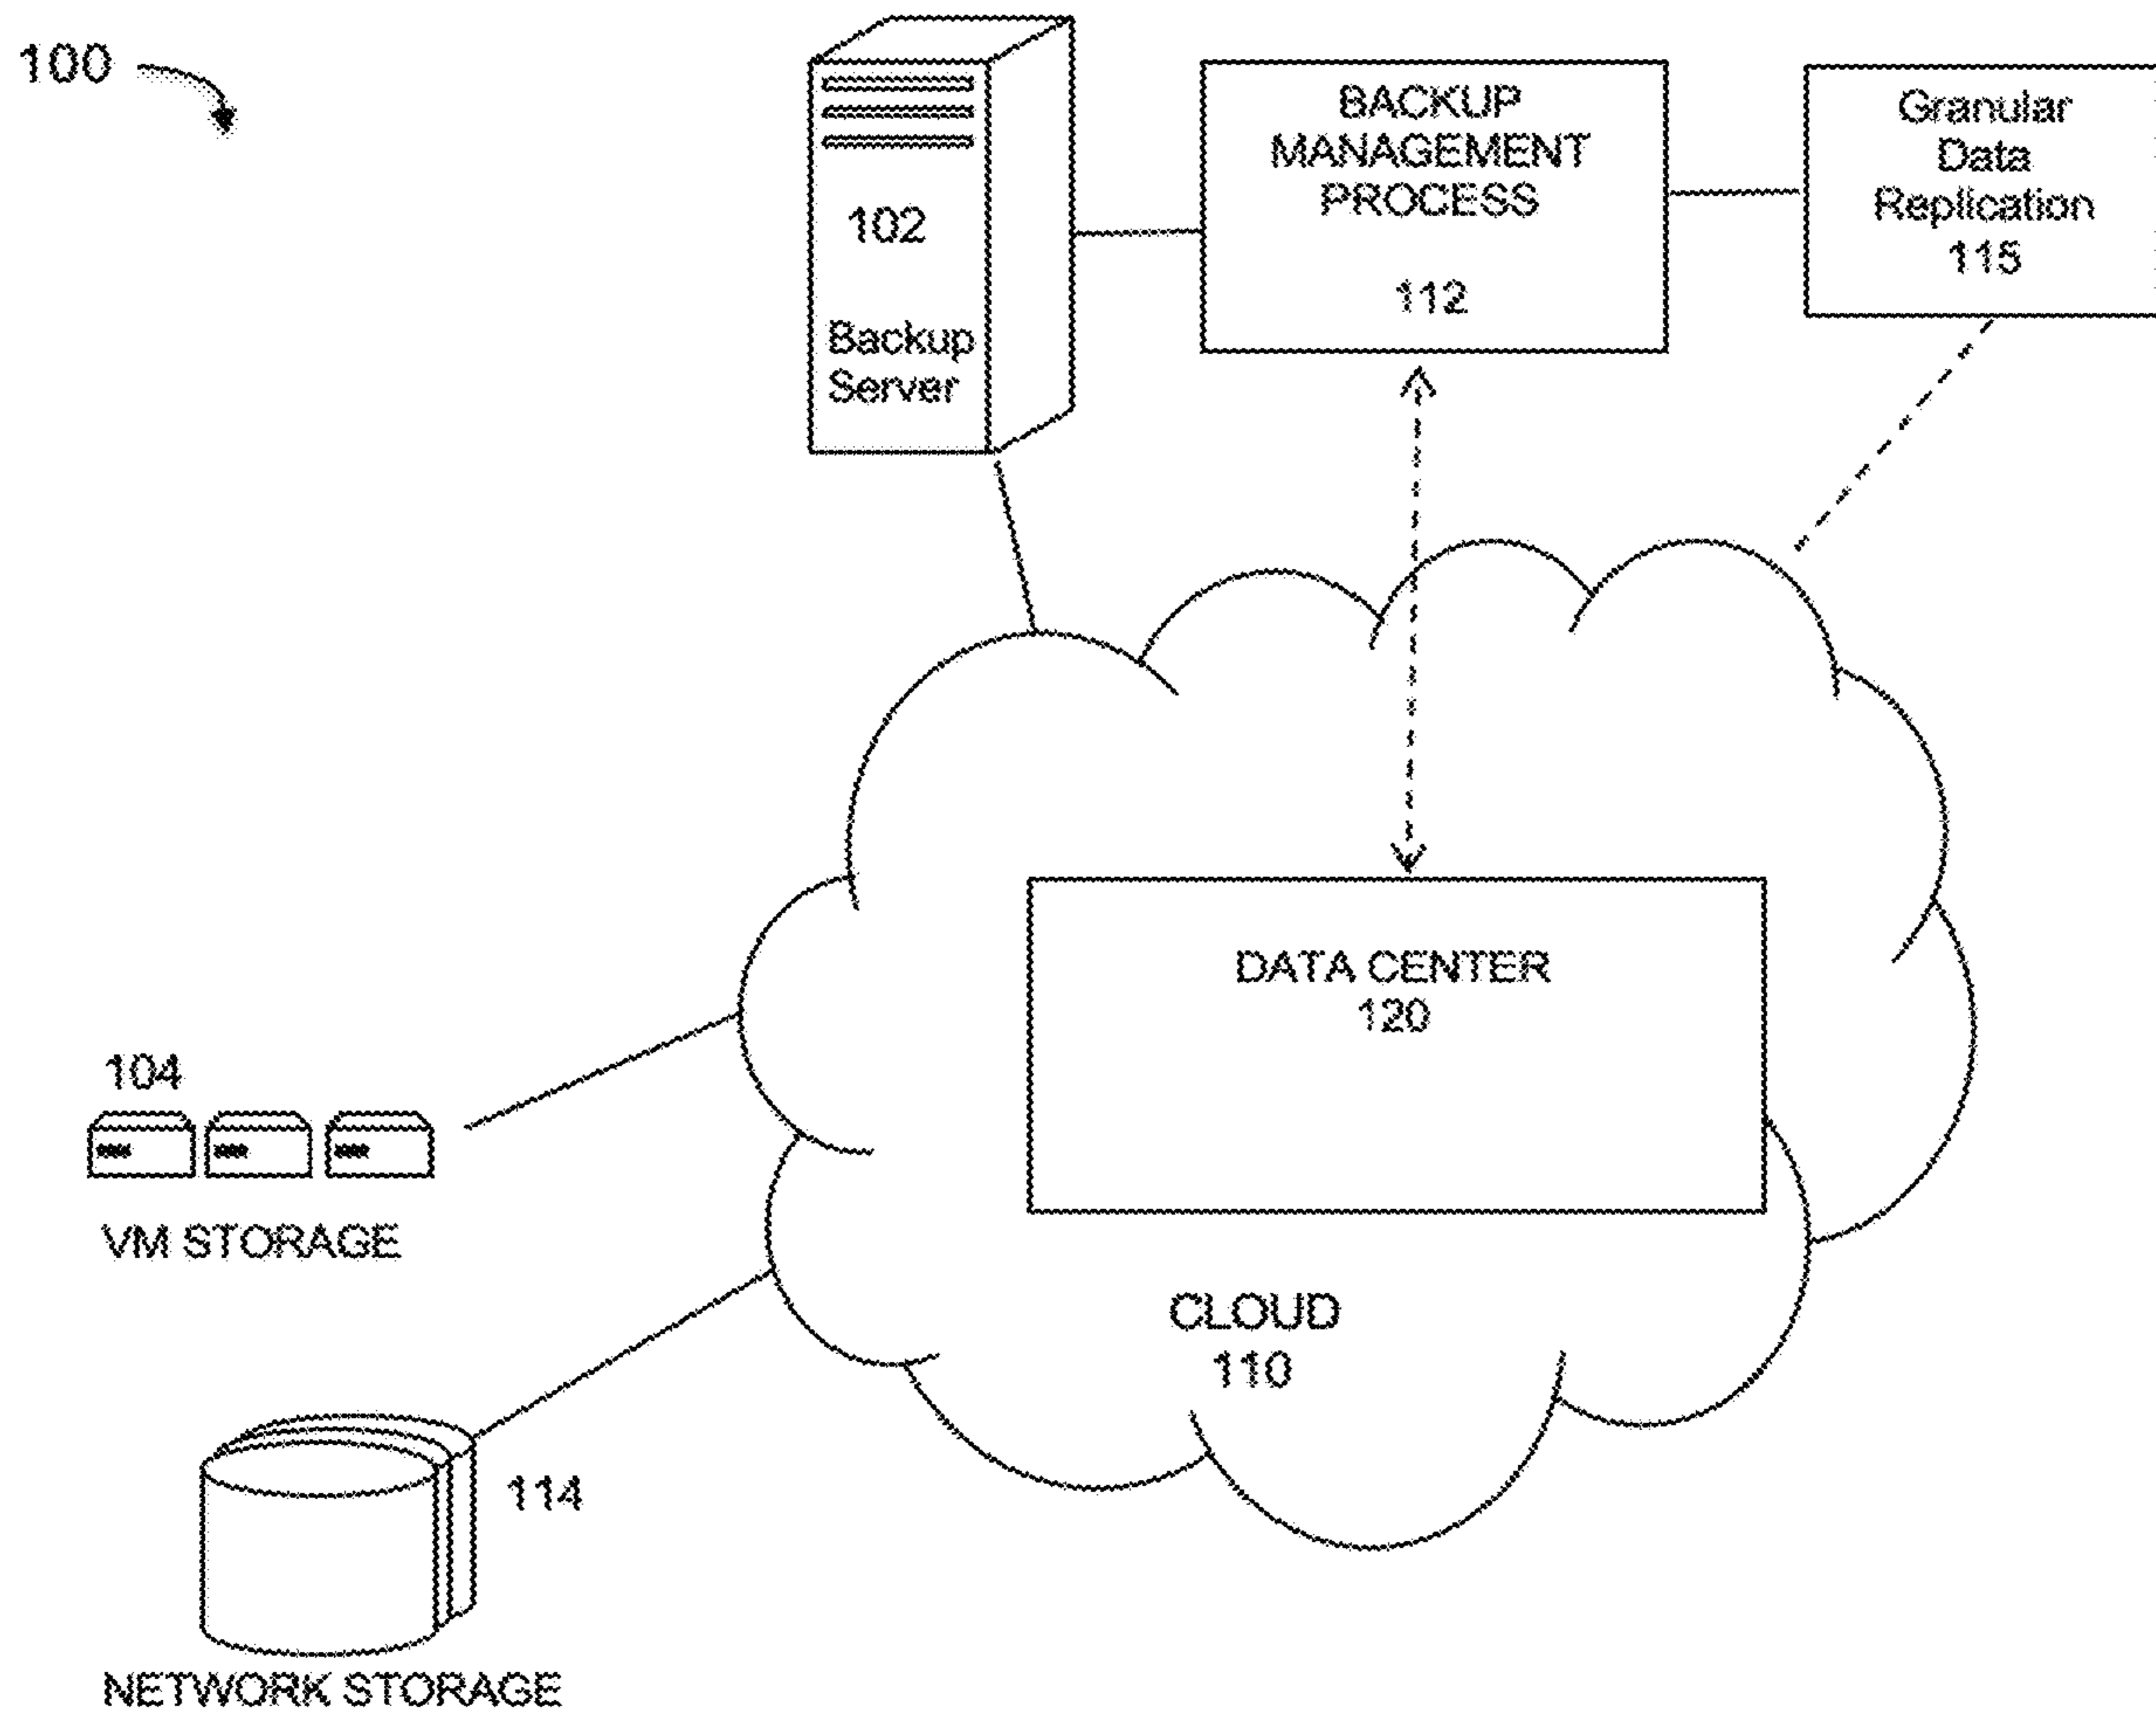 100
102
Backup
Server
BACKUP
MANAGEMENT
PROCESS
112
Granular
Data
Replication
115
DATA CENTER
120
104
VM STORAGE
CLOUD
110
114
NETWORK STORAGE